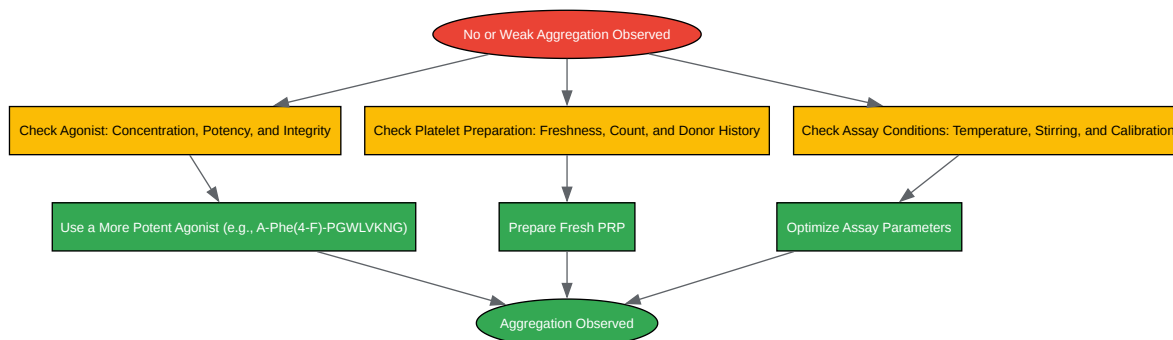 No or Weak Aggregation Observed
Check Agonist: Concentration, Potency, and Integrity
Check Platelet Preparation: Freshness, Count, and Donor History
Check Assay Conditions: Temperature, Stirring, and Calibration
Use a More Potent Agonist (e.g., A-Phe(4-F)-PGWLVKNG)
Prepare Fresh PRP
Optimize Assay Parameters
Aggregation Observed